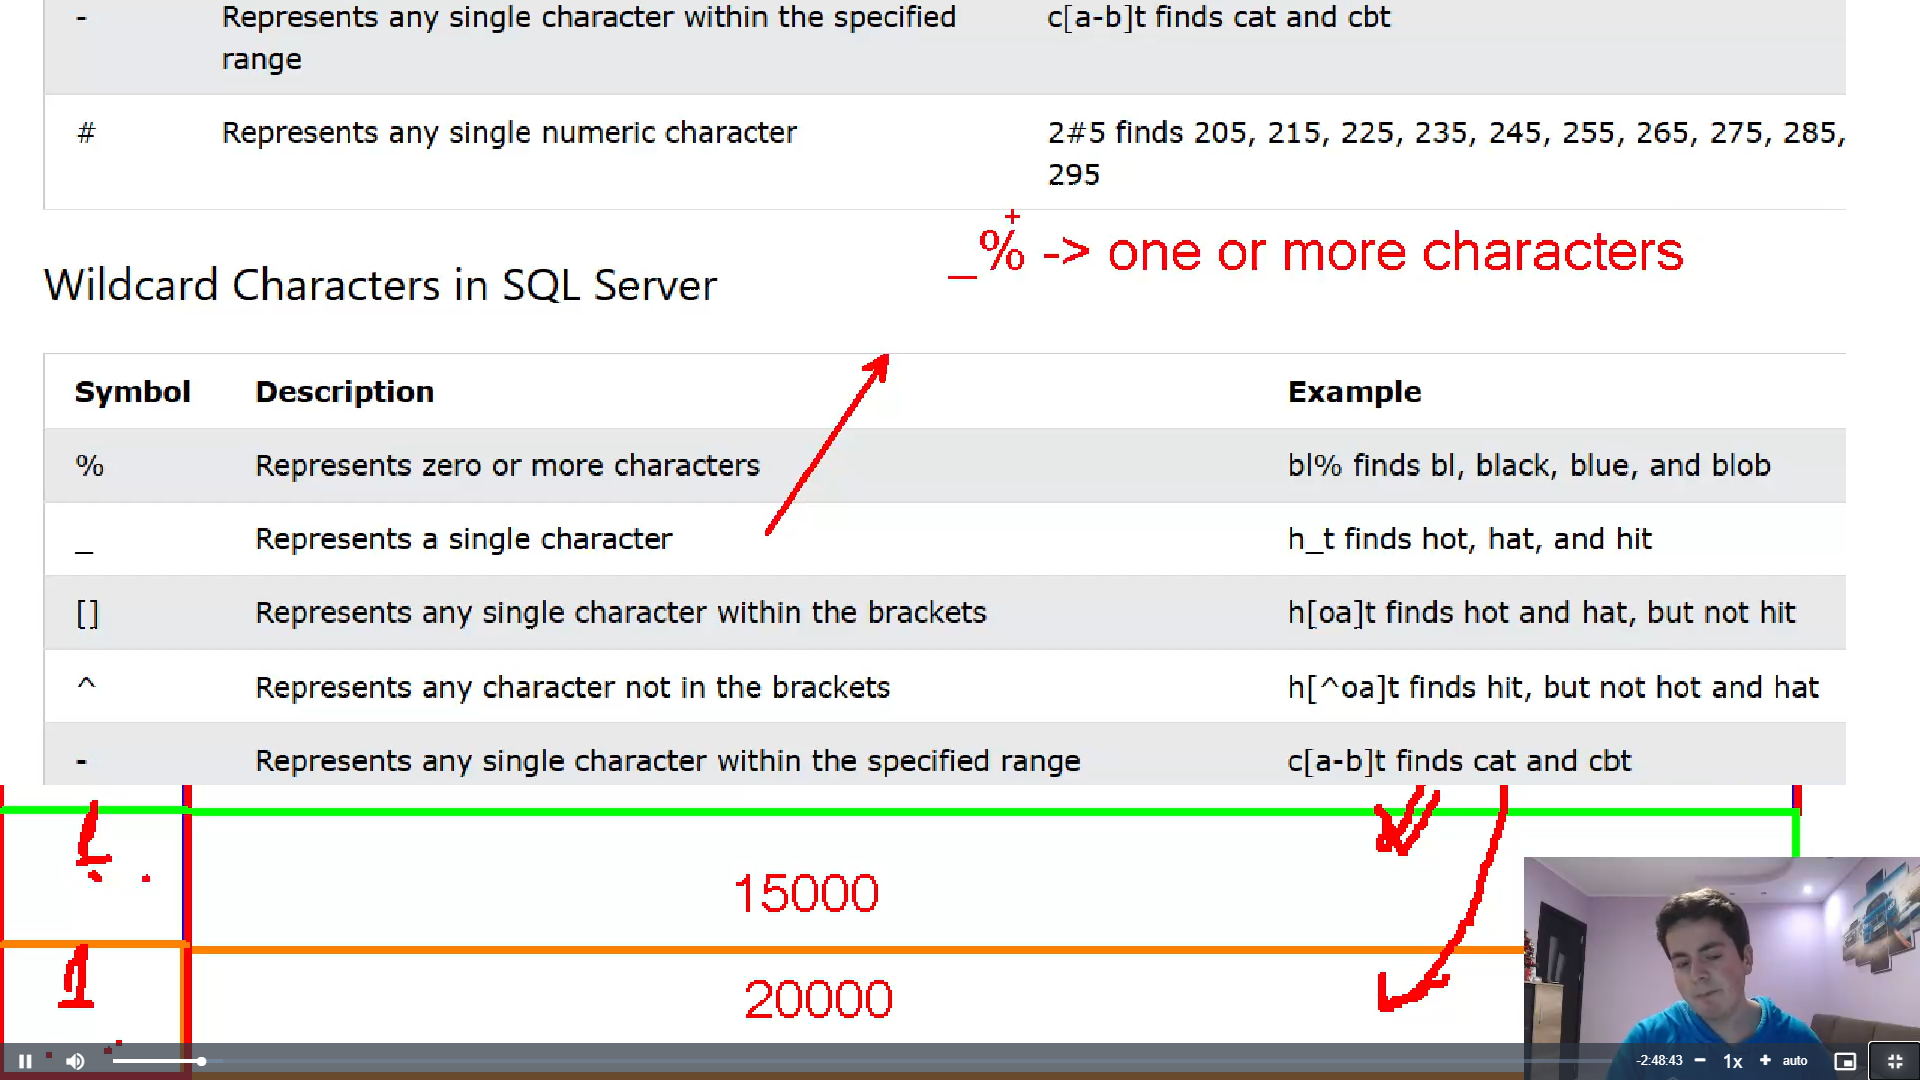 - Represents any single character within the specified range c[a-b]t finds cat and cbt
# Represents any single numeric character 2#5 finds 205, 215, 225, 235, 245, 255, 265, 275, 285, 295
+
_% -> one or more characters
Wildcard Characters in SQL Server
Symbol Description Example
% Represents zero or more characters bl% finds bl, black, blue, and blob
_ Represents a single character h_t finds hot, hat, and hit
[] Represents any single character within the brackets h[oa]t finds hot and hat, but not hit
^ Represents any character not in the brackets h[^oa]t finds hit, but not hot and hat
- Represents any single character within the specified range c[a-b]t finds cat and cbt
15000
1
20000
-2:48:43 − 1x + auto